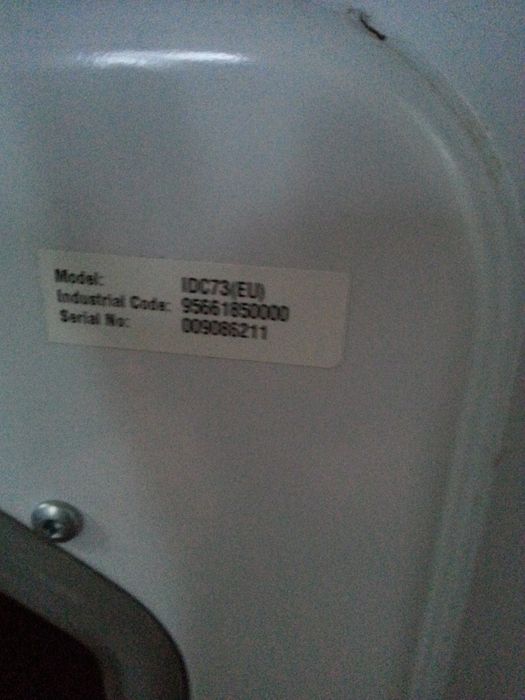 Model: IDC73(EU)
Industrial Code: 95661850000
Serial No: 009086211